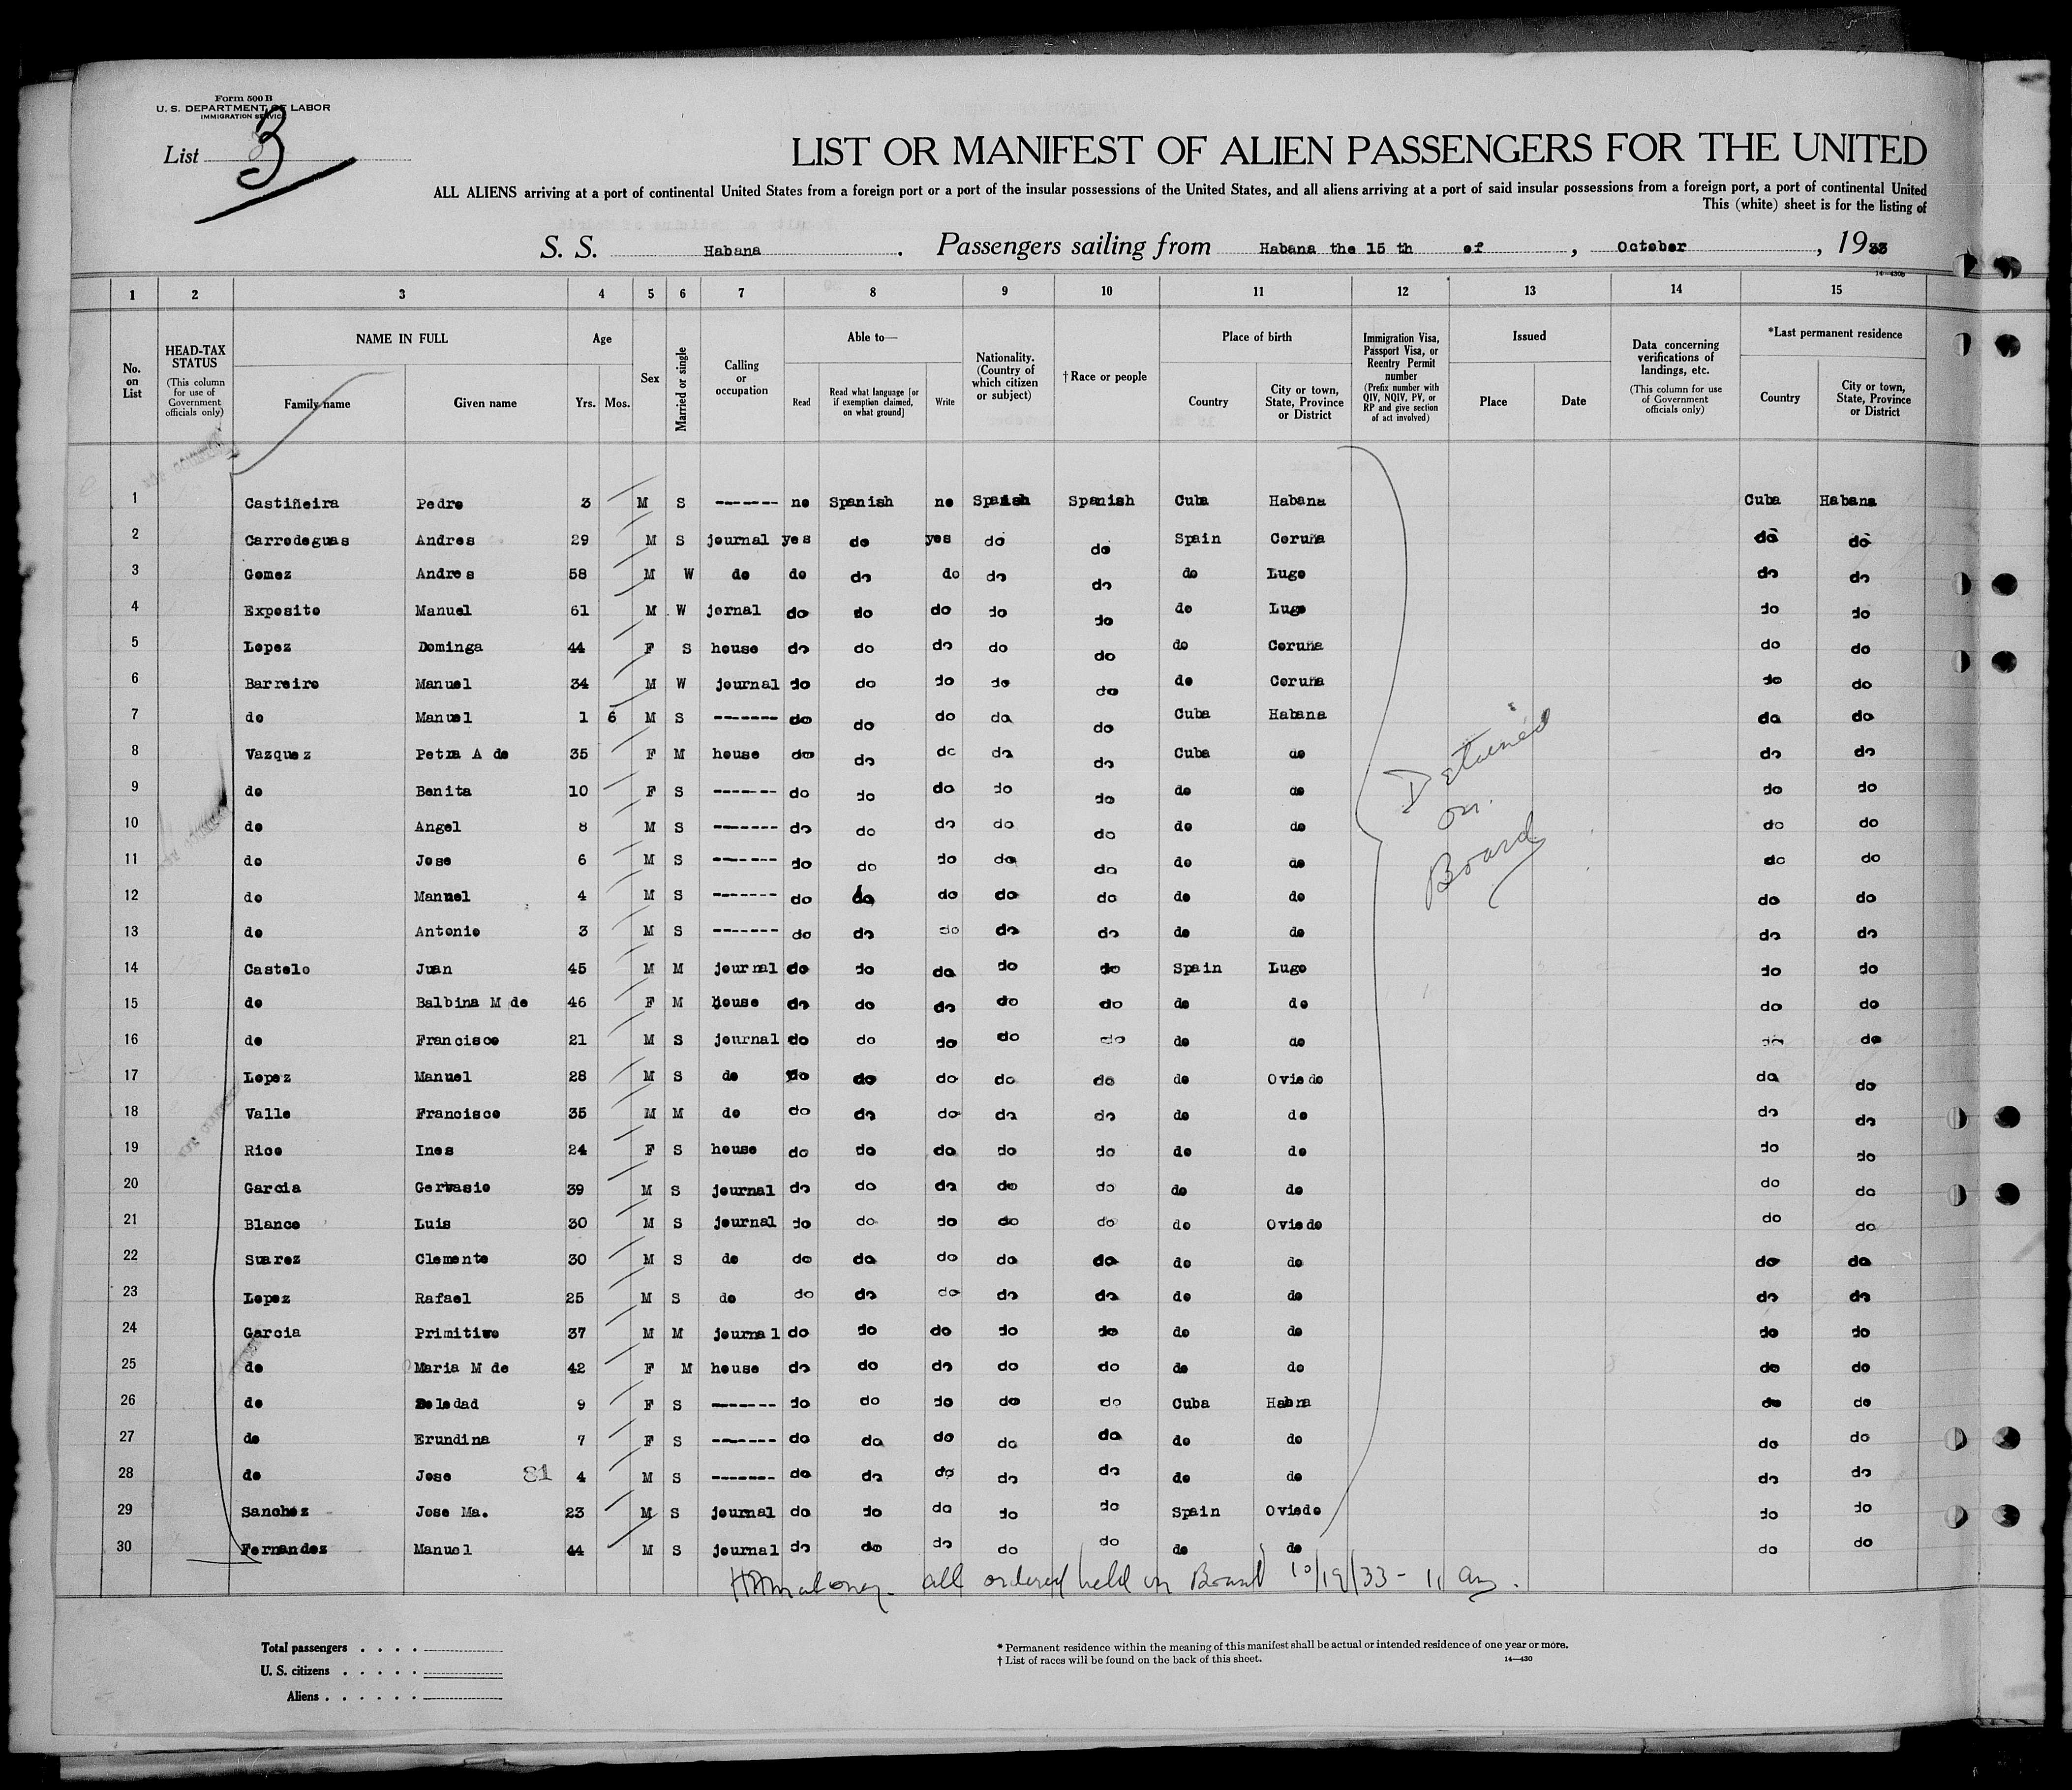 Form 500 B
U. S. DEPARTMENT OF LABOR
IMMIGRATION SERVICE
List 3
LIST OR MANIFEST OF ALIEN PASSENGERS FOR THE UNITED
ALL ALIENS arriving at a port of continental United States from a foreign port or a port of the insular possessions of the United States, and all aliens arriving at a port of said insular possessions from a foreign port, a port of continental United
This (white) sheet is for the listing of
S. S. Habana . Passengers sailing from Habana the 15 th of , October , 1933
14—430b
1 2 3 4 5 6 7 8 9 10 11 12 13 14 15
No. on List
HEAD-TAX STATUS (This column for use of Government officials only)
NAME IN FULL Family name Given name
Age Yrs. Mos.
Sex
Married or single
Calling or occupation
Able to— Read Read what language [or if exemption claimed, on what ground] Write
Nationality. (Country of which citizen or subject)
†Race or people
Place of birth Country City or town, State, Province or District
Immigration Visa, Passport Visa, or Reentry Permit number (Prefix number with QIV, NQIV, PV, or RP and give section of act involved)
Issued Place Date
Data concerning verifications of landings, etc. (This column for use of Government officials only)
*Last permanent residence Country City or town, State, Province or District
1 Castiñeira Pedro 3 M S ------- no Spanish no Spanish Spanish Cuba Habana Cuba Habana
2 Carrodeguas Andres 29 M S journal yes do yes do do Spain Coruña do do
3 Gomez Andres 58 M W do do do do do do do Lugo do do
4 Exposito Manuel 61 M W jornal do do do do do do Lugo do do
5 Lopez Dominga 44 F S house do do do do do do Coruña do do
6 Barreiro Manuel 34 M W journal do do do do do do Coruña do do
7 do Manuel 1 6 M S ------- do do do do do Cuba Habana do do
8 Vazquez Petra A de 35 F M house do do do do do Cuba do do do
9 do Benita 10 F S ------- do do do do do do do do do
10 do Angel 8 M S ------- do do do do do do do do do
11 do Jose 6 M S ------- do do do do do do do do do
12 do Manuel 4 M S ------- do do do do do do do do do
13 do Antonio 3 M S ------- do do do do do do do do do
14 Castelo Juan 45 M M journal do do do do do Spain Lugo do do
15 do Balbina M de 46 F M House do do do do do do do do do
16 do Francisco 21 M S journal do do do do do do do do do
17 Lopez Manuel 28 M S do do do do do do do Oviedo do do
18 Valle Francisco 35 M M do do do do do do do do do do
19 Rico Ines 24 F S house do do do do do do do do do
20 Garcia Gervasio 39 M S journal do do do do do do do do do
21 Blanco Luis 30 M S journal do do do do do do Oviedo do do
22 Suarez Clemente 30 M S do do do do do do do do do do
23 Lopez Rafael 25 M S do do do do do do do do do do
24 Garcia Primitivo 37 M M journal do do do do do do do do do
25 do Maria M de 42 F M house do do do do do do do do do
26 do Soledad 9 F S ------- do do do do do Cuba Habna do do
27 do Erundina 7 F S ------- do do do do do do do do do
28 do Jose 81 4 M S ------- do do do do do do do do do
29 Sanchez Jose Ma. 23 M S journal do do do do do Spain Oviedo do do
30 Fernandez Manuel 44 M S journal do do do do do do do do do
Detained
on
Board
all ordered held on Board 10/19/33 - 11 am.
Total passengers . . . .
U. S. citizens . . . . .
Aliens . . . . . .
* Permanent residence within the meaning of this manifest shall be actual or intended residence of one year or more.
† List of races will be found on the back of this sheet.
14—430